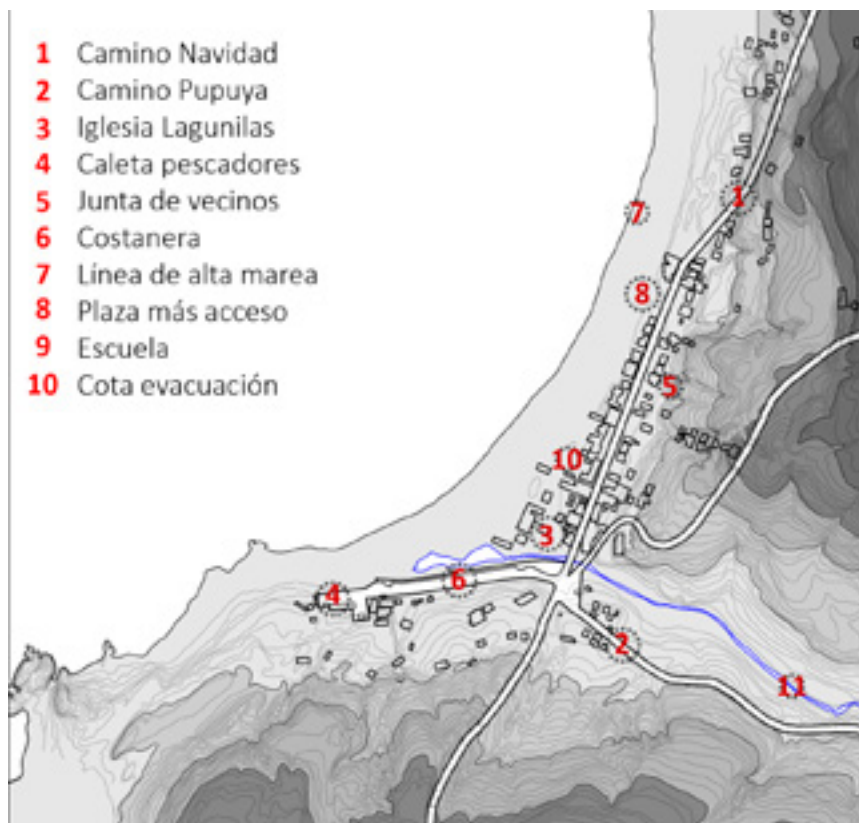 1 Camino Navidad
2 Camino Pupuya
3 Iglesia Lagunilas
4 Caleta pescadores
5 Junta de vecinos
6 Costanera
7 Línea de alta marea
8 Plaza más acceso
9 Escuela
10 Cota evacuación
1
7
8
5
10
3
6
4
2
11